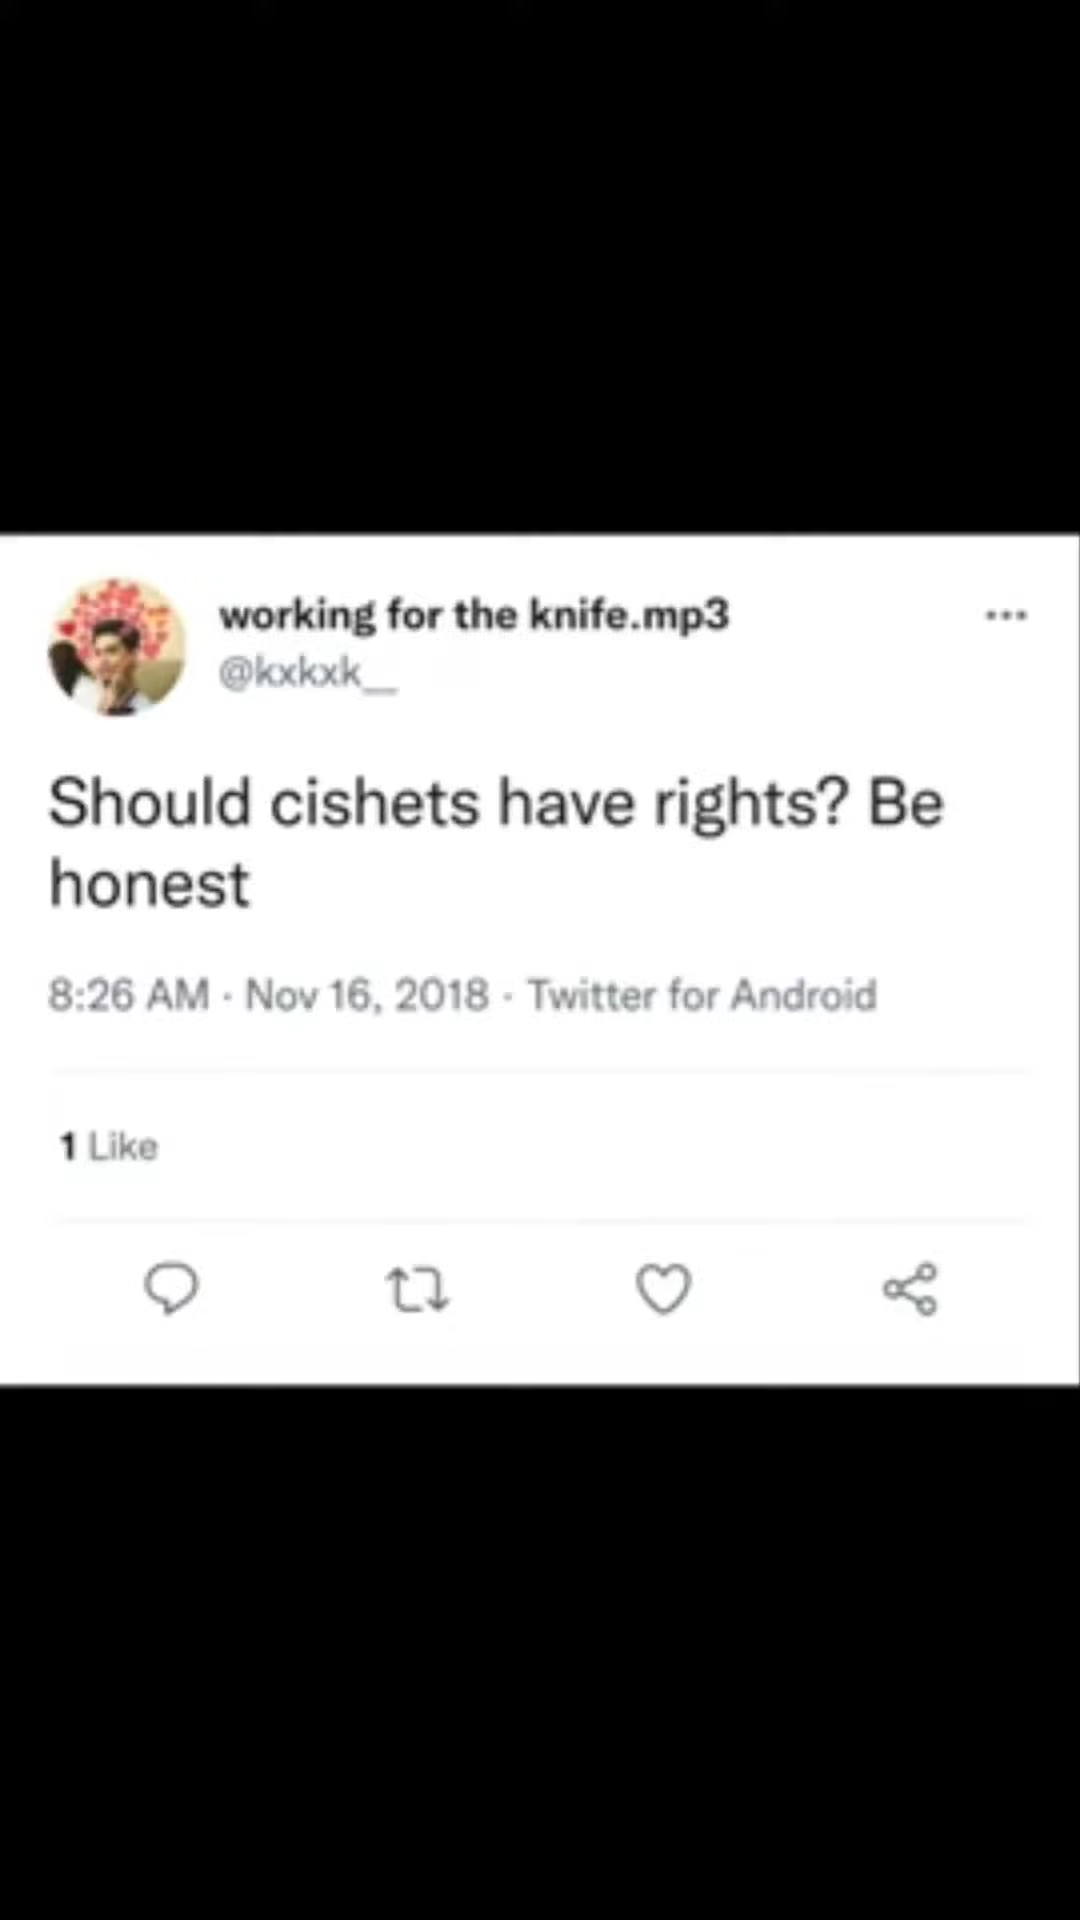 working for the knife.mp3
@kxkxk__
Should cishets have rights? Be
honest
8:26 AM · Nov 16, 2018 · Twitter for Android
1 Like